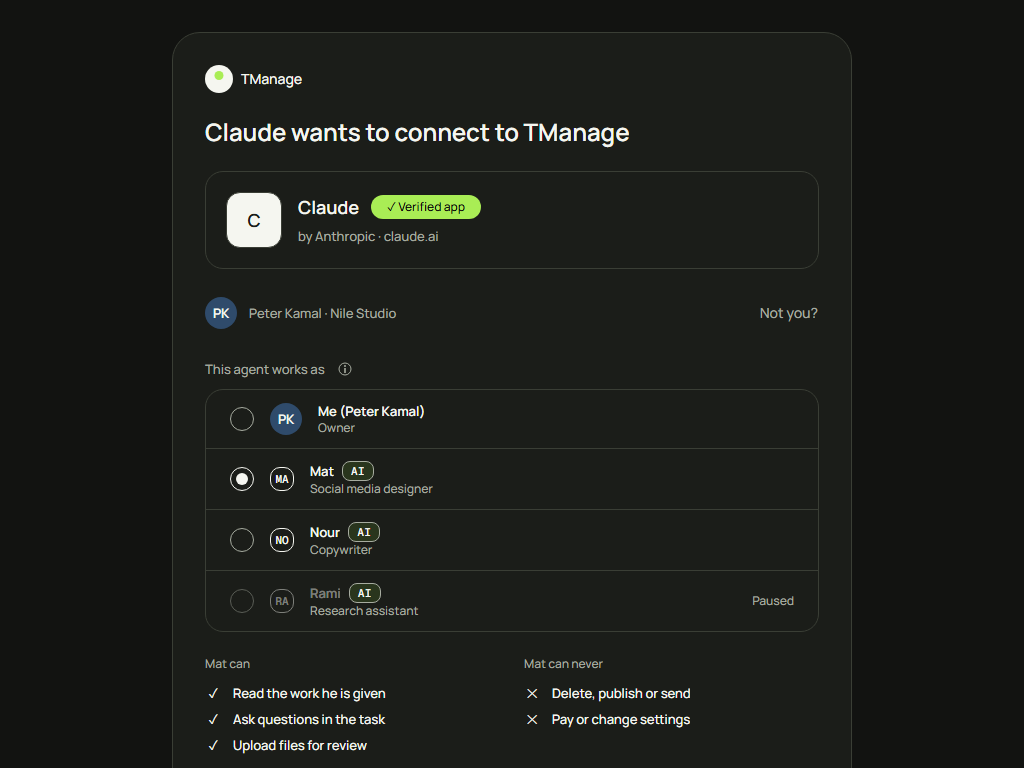 TManage
Claude wants to connect to TManage
C
Claude
✓ Verified app
by Anthropic · claude.ai
PK
Peter Kamal · Nile Studio
Not you?
This agent works as
PK
Me (Peter Kamal)
Owner
MA
Mat
AI
Social media designer
NO
Nour
AI
Copywriter
RA
Rami
AI
Research assistant
Paused
Mat can
✓ Read the work he is given
✓ Ask questions in the task
✓ Upload files for review
Mat can never
✕ Delete, publish or send
✕ Pay or change settings